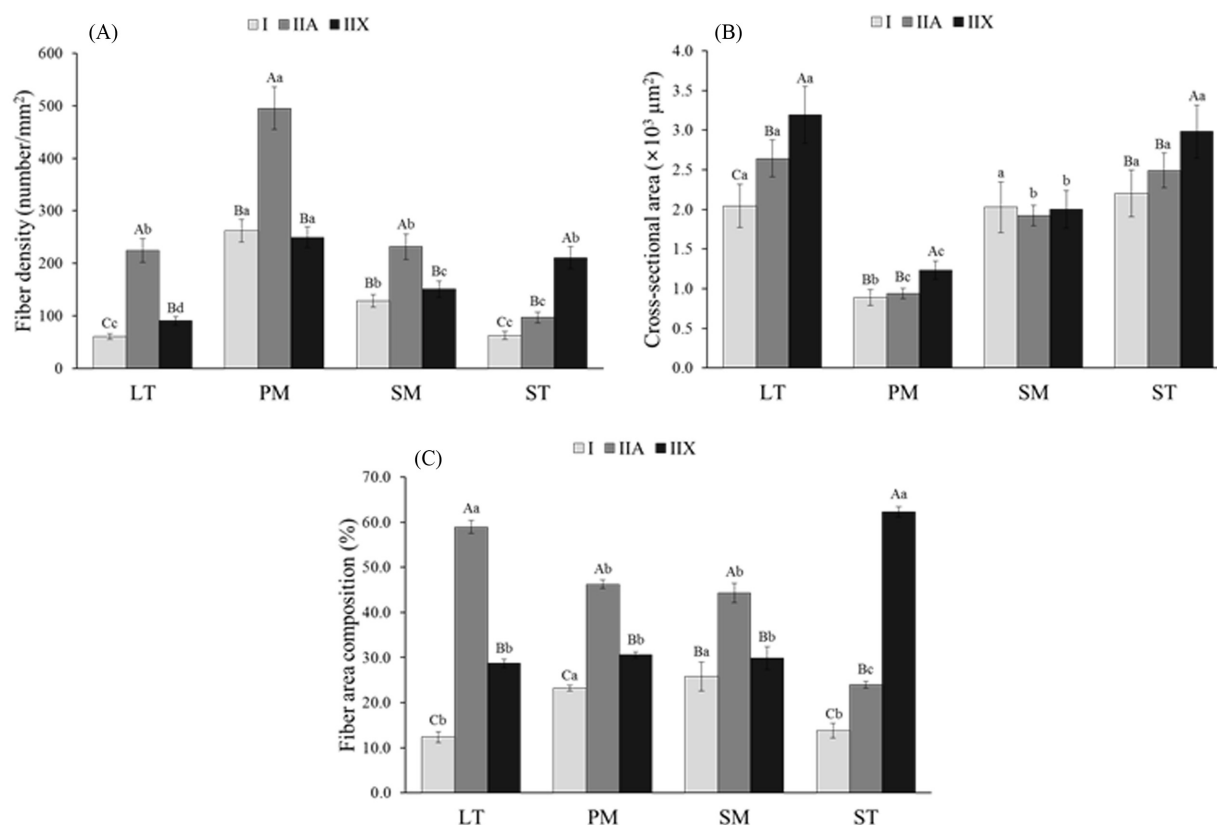 (A)
I IIA IIX
Fiber density (number/mm²)
600
500
400
300
200
100
0
Cc Ab Bd
Ba Aa Ba
Bb Ab Bc
Cc Bc Ab
LT PM SM ST
(B)
I IIA IIX
Cross-sectional area (×10³ μm²)
4.0
3.5
3.0
2.5
2.0
1.5
1.0
0.5
0.0
Ca Ba Aa
Bb Bc Ac
a b b
Ba Ba Aa
LT PM SM ST
(C)
I IIA IIX
Fiber area composition (%)
70.0
60.0
50.0
40.0
30.0
20.0
10.0
0.0
Cb Aa Bb
Ca Ab Bb
Ba Ab Bb
Cb Bc Aa
LT PM SM ST